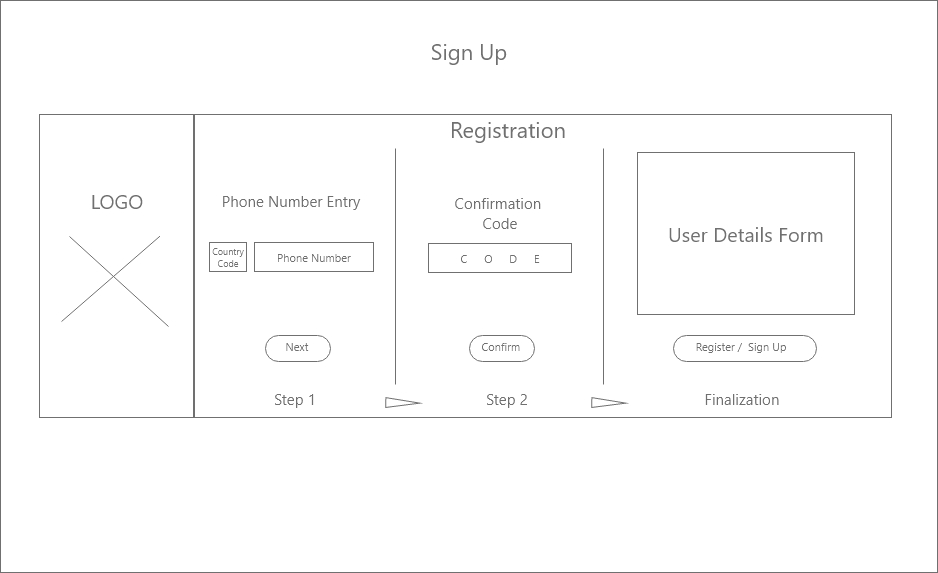 Sign Up
Registration
LOGO
Phone Number Entry
Country
Code
Phone Number
Next
Step 1
Confirmation
Code
C O D E
Confirm
Step 2
User Details Form
Register / Sign Up
Finalization